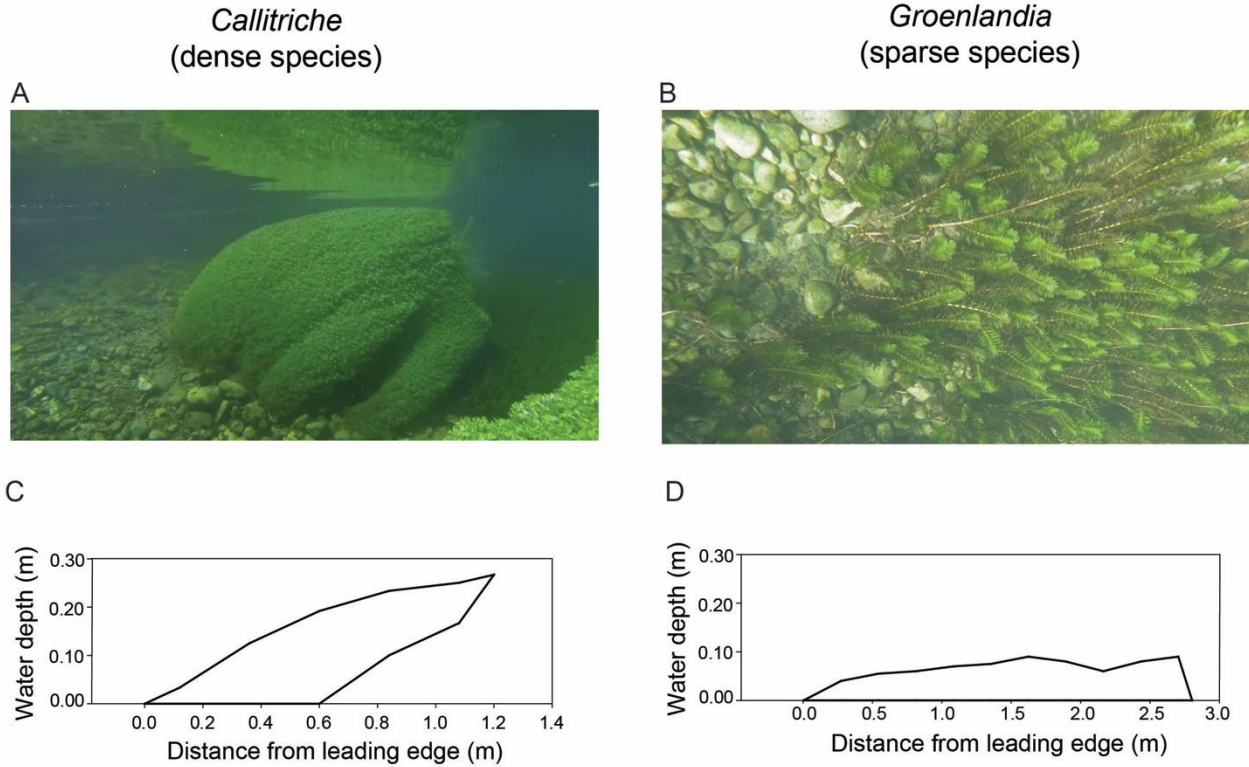 Callitriche
(dense species)
Groenlandia
(sparse species)
A
B
C
D
Water depth (m)
0.30
0.20
0.10
0.00
0.0 0.2 0.4 0.6 0.8 1.0 1.2 1.4
Distance from leading edge (m)
Water depth (m)
0.30
0.20
0.10
0.00
0.0 0.5 1.0 1.5 2.0 2.5 3.0
Distance from leading edge (m)